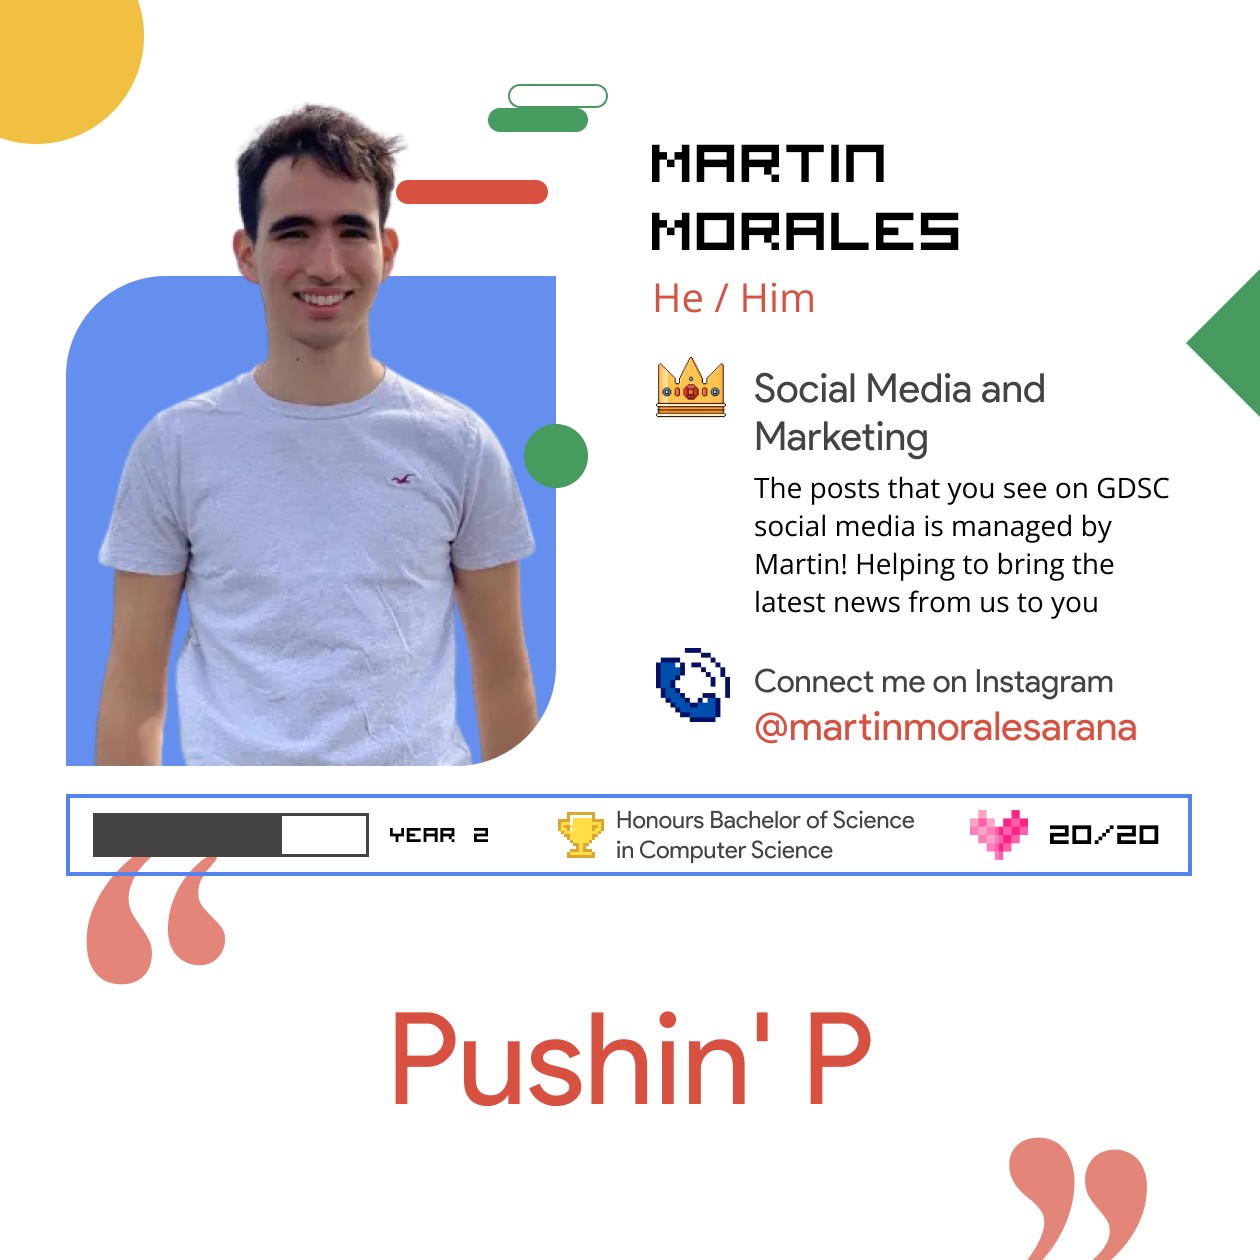 MARTIN
MORALES
He / Him
Social Media and
Marketing
The posts that you see on GDSC
social media is managed by
Martin! Helping to bring the
latest news from us to you
Connect me on Instagram
@martinmoralesarana
YEAR 2
Honours Bachelor of Science
in Computer Science
20/20
“
Pushin' P
”